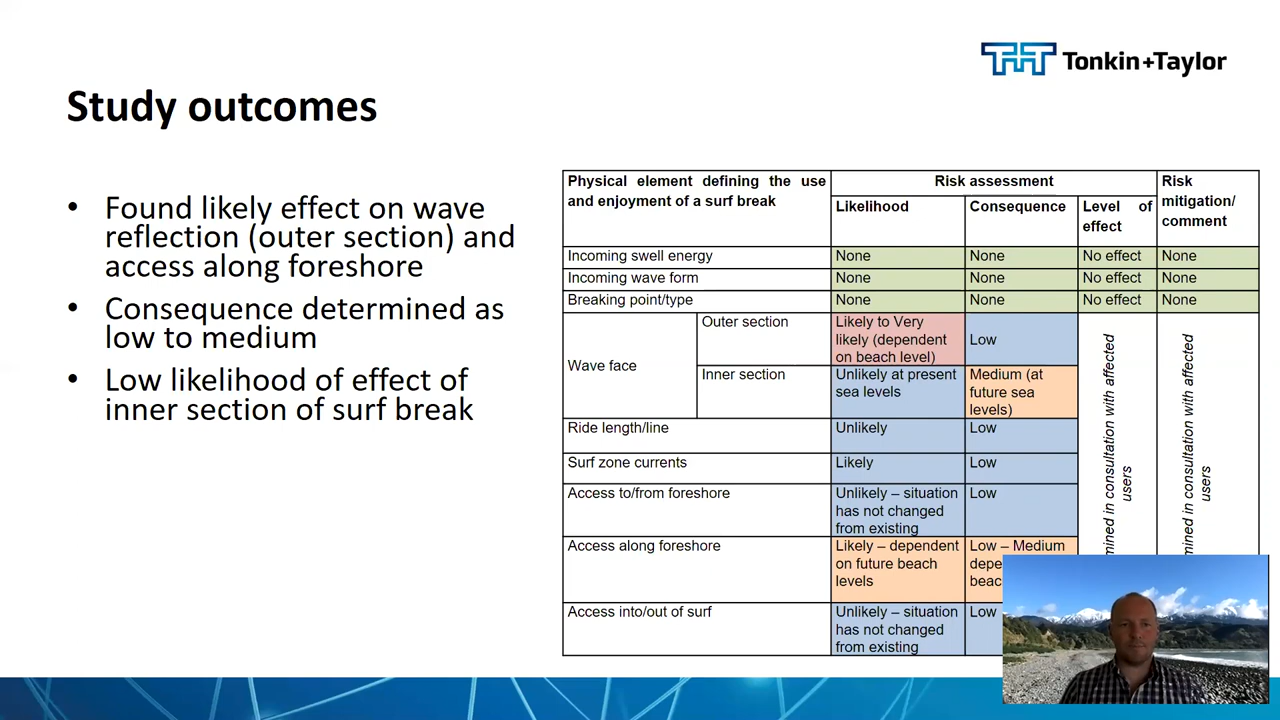 Tonkin+Taylor
Study outcomes
• Found likely effect on wave
reflection (outer section) and
access along foreshore
• Consequence determined as
low to medium
• Low likelihood of effect of
inner section of surf break
Physical element defining the use
and enjoyment of a surf break
Risk assessment
Risk
mitigation/
comment
Likelihood
Consequence
Level of
effect
Incoming swell energy
None
None
No effect
None
Incoming wave form
None
None
No effect
None
Breaking point/type
None
None
No effect
None
Wave face
Outer section
Likely to Very
likely (dependent
on beach level)
Low
Inner section
Unlikely at present
sea levels
Medium (at
future sea
levels)
in consultation with affected
users
in consultation with affected
users
Ride length/line
Unlikely
Low
Surf zone currents
Likely
Low
Access to/from foreshore
Unlikely – situation
has not changed
from existing
Low
Access along foreshore
Likely – dependent
on future beach
levels
Low – Medium
Access into/out of surf
Unlikely – situation
has not changed
from existing
Low